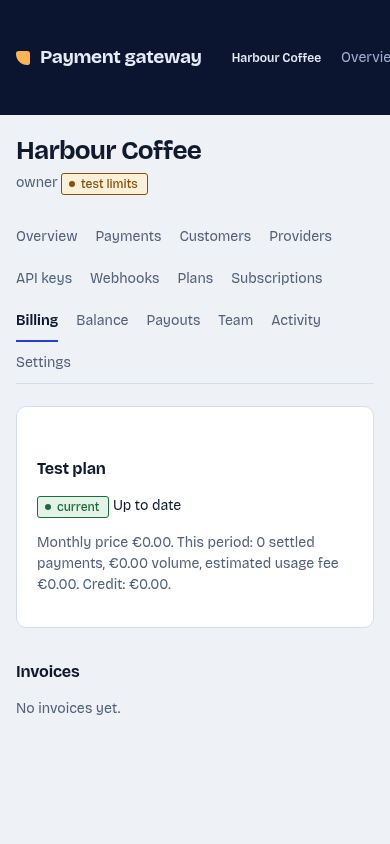 Payment gateway Harbour Coffee Overvie
Harbour Coffee
owner test limits
Overview Payments Customers Providers
API keys Webhooks Plans Subscriptions
Billing Balance Payouts Team Activity
Settings
Test plan
current Up to date
Monthly price €0.00. This period: 0 settled
payments, €0.00 volume, estimated usage fee
€0.00. Credit: €0.00.
Invoices
No invoices yet.